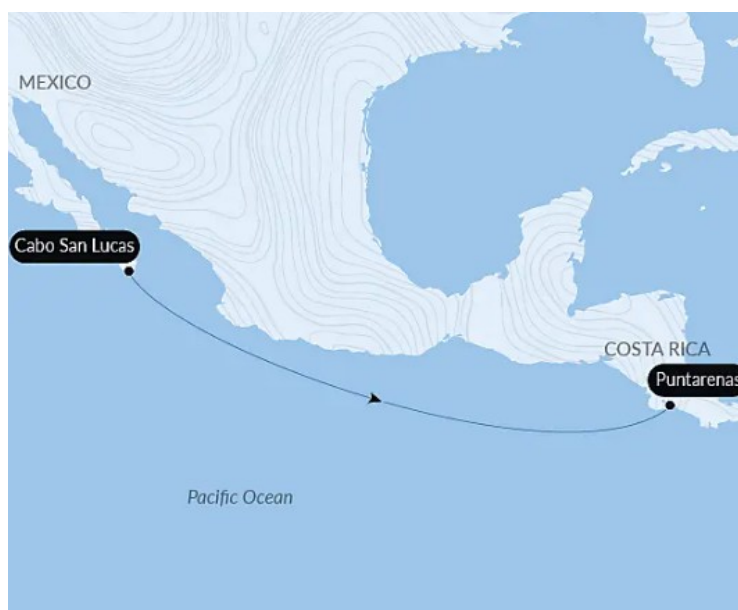 MEXICO
Cabo San Lucas
COSTA RICA
Puntarenas
Pacific Ocean